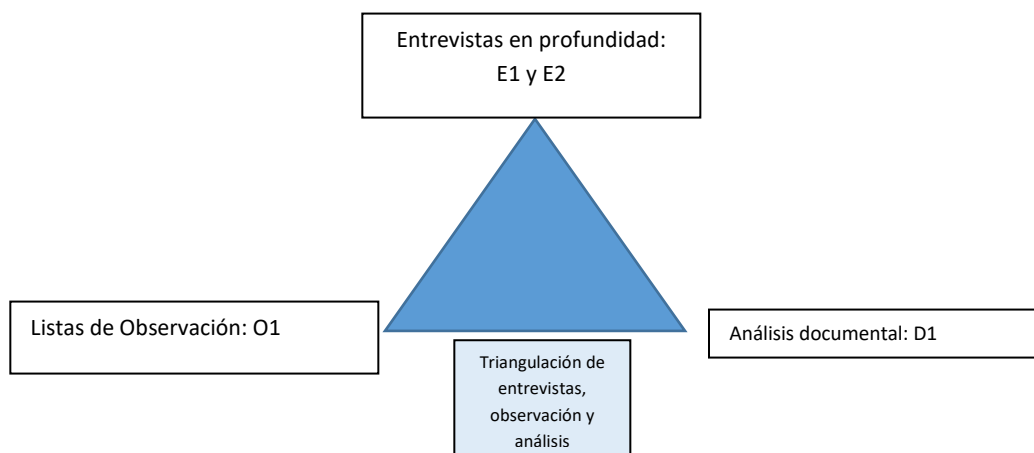 Entrevistas en profundidad:
E1 y E2
Listas de Observación: O1
Análisis documental: D1
Triangulación de
entrevistas,
observación y
análisis